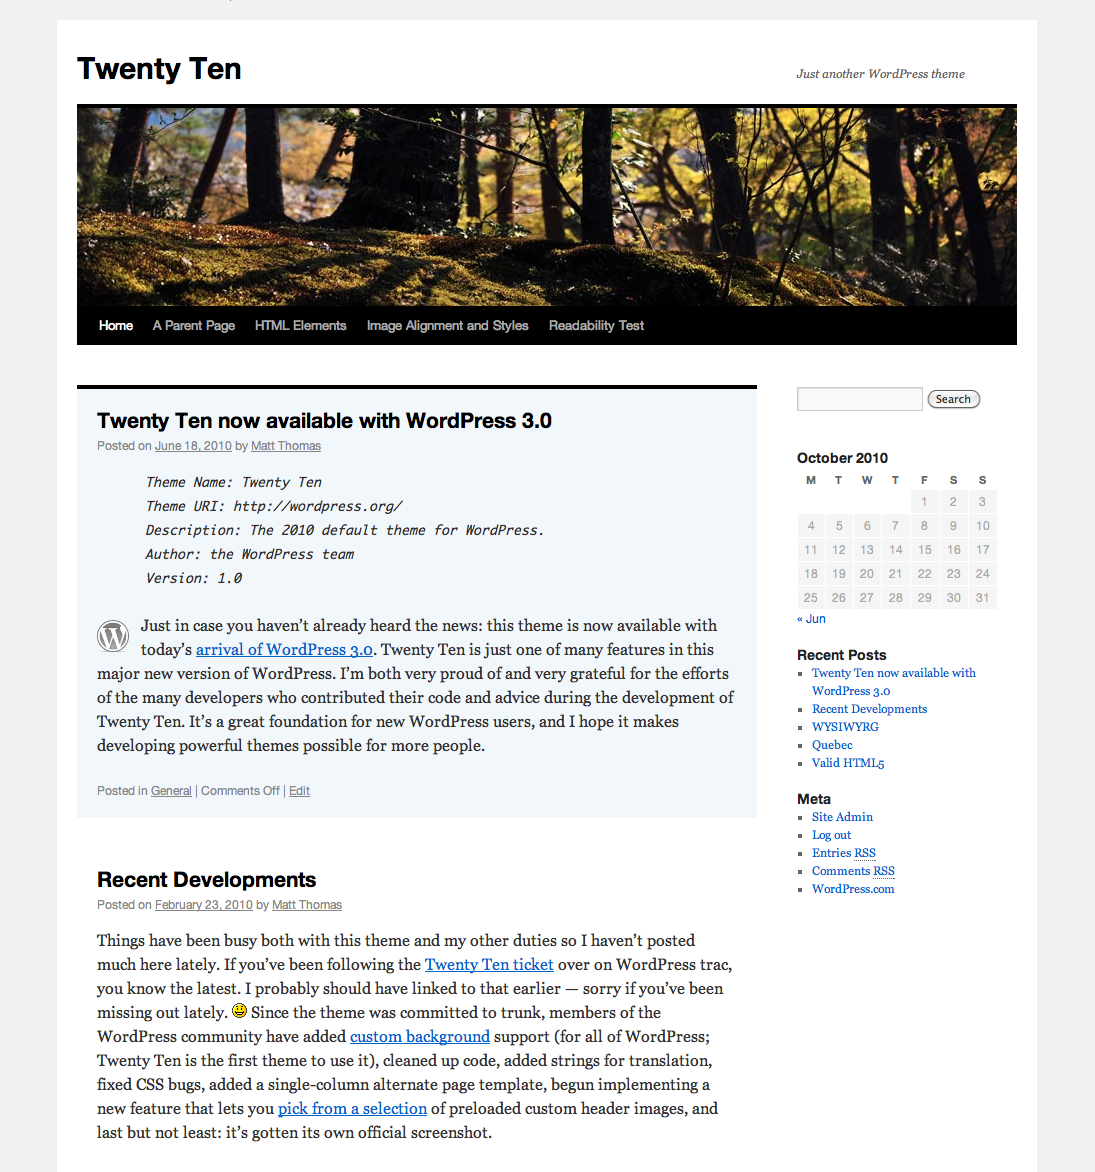 Twenty Ten
Just another WordPress theme
Home A Parent Page HTML Elements Image Alignment and Styles Readability Test
Twenty Ten now available with WordPress 3.0
Posted on June 18, 2010 by Matt Thomas
Theme Name: Twenty Ten
Theme URI: http://wordpress.org/
Description: The 2010 default theme for WordPress.
Author: the WordPress team
Version: 1.0
Just in case you haven’t already heard the news: this theme is now available with
today’s arrival of WordPress 3.0. Twenty Ten is just one of many features in this
major new version of WordPress. I’m both very proud of and very grateful for the efforts
of the many developers who contributed their code and advice during the development of
Twenty Ten. It’s a great foundation for new WordPress users, and I hope it makes
developing powerful themes possible for more people.
Posted in General | Comments Off | Edit
Recent Developments
Posted on February 23, 2010 by Matt Thomas
Things have been busy both with this theme and my other duties so I haven’t posted
much here lately. If you’ve been following the Twenty Ten ticket over on WordPress trac,
you know the latest. I probably should have linked to that earlier — sorry if you’ve been
missing out lately. Since the theme was committed to trunk, members of the
WordPress community have added custom background support (for all of WordPress;
Twenty Ten is the first theme to use it), cleaned up code, added strings for translation,
fixed CSS bugs, added a single-column alternate page template, begun implementing a
new feature that lets you pick from a selection of preloaded custom header images, and
last but not least: it’s gotten its own official screenshot.
Search
October 2010
M T W T F S S
1 2 3
4 5 6 7 8 9 10
11 12 13 14 15 16 17
18 19 20 21 22 23 24
25 26 27 28 29 30 31
« Jun
Recent Posts
Twenty Ten now available with
WordPress 3.0
Recent Developments
WYSIWYRG
Quebec
Valid HTML5
Meta
Site Admin
Log out
Entries RSS
Comments RSS
WordPress.com